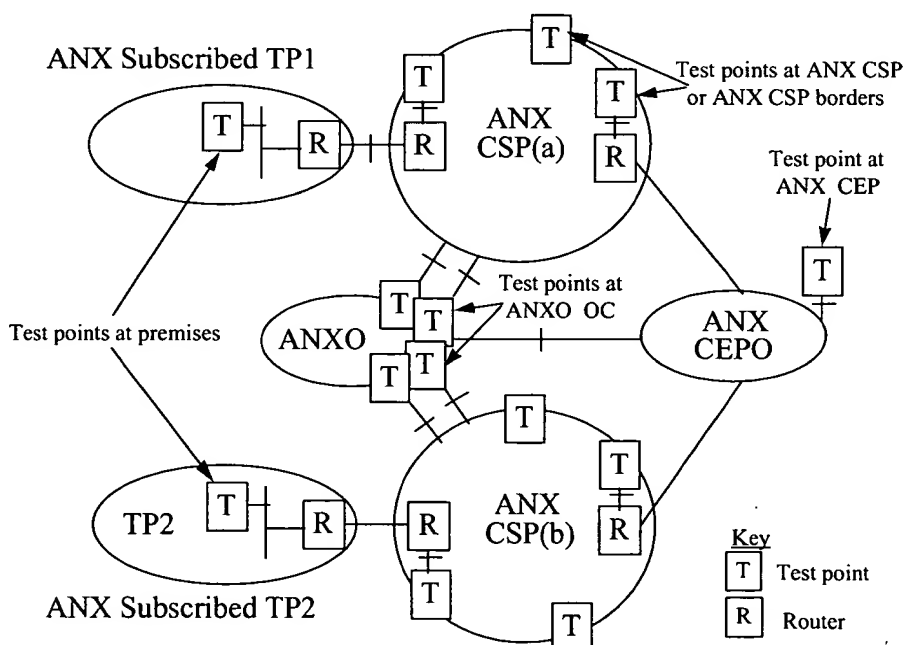 ANX Subscribed TP1
T
R
T
R
T
T
R
ANX
CSP(a)
Test points at ANX CSP
or ANX CSP borders
Test point at
ANX CEP
T
Test points at premises
ANXO
T
T
T
T
Test points at
ANXO OC
ANX
CEPO
TP2
T
R
R
T
T
T
R
T
ANX
CSP(b)
ANX Subscribed TP2
Key
T Test point
R Router